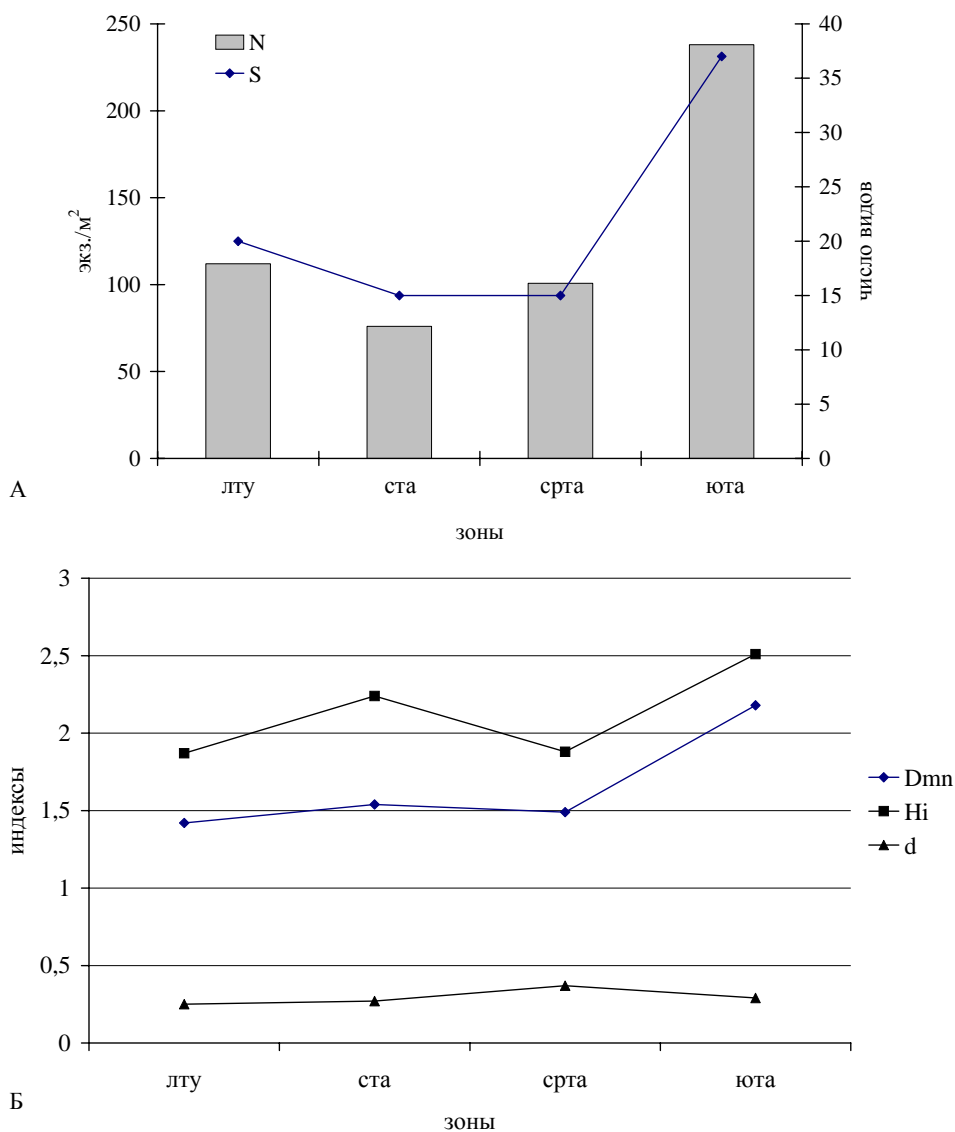 250
200
150
100
50
0
экз./м²
N
S
40
35
30
25
20
15
10
5
0
число видов
лту ста срта юта
зоны
А
3
2,5
2
1,5
1
0,5
0
индексы
Dmn
Hi
d
лту ста срта юта
зоны
Б